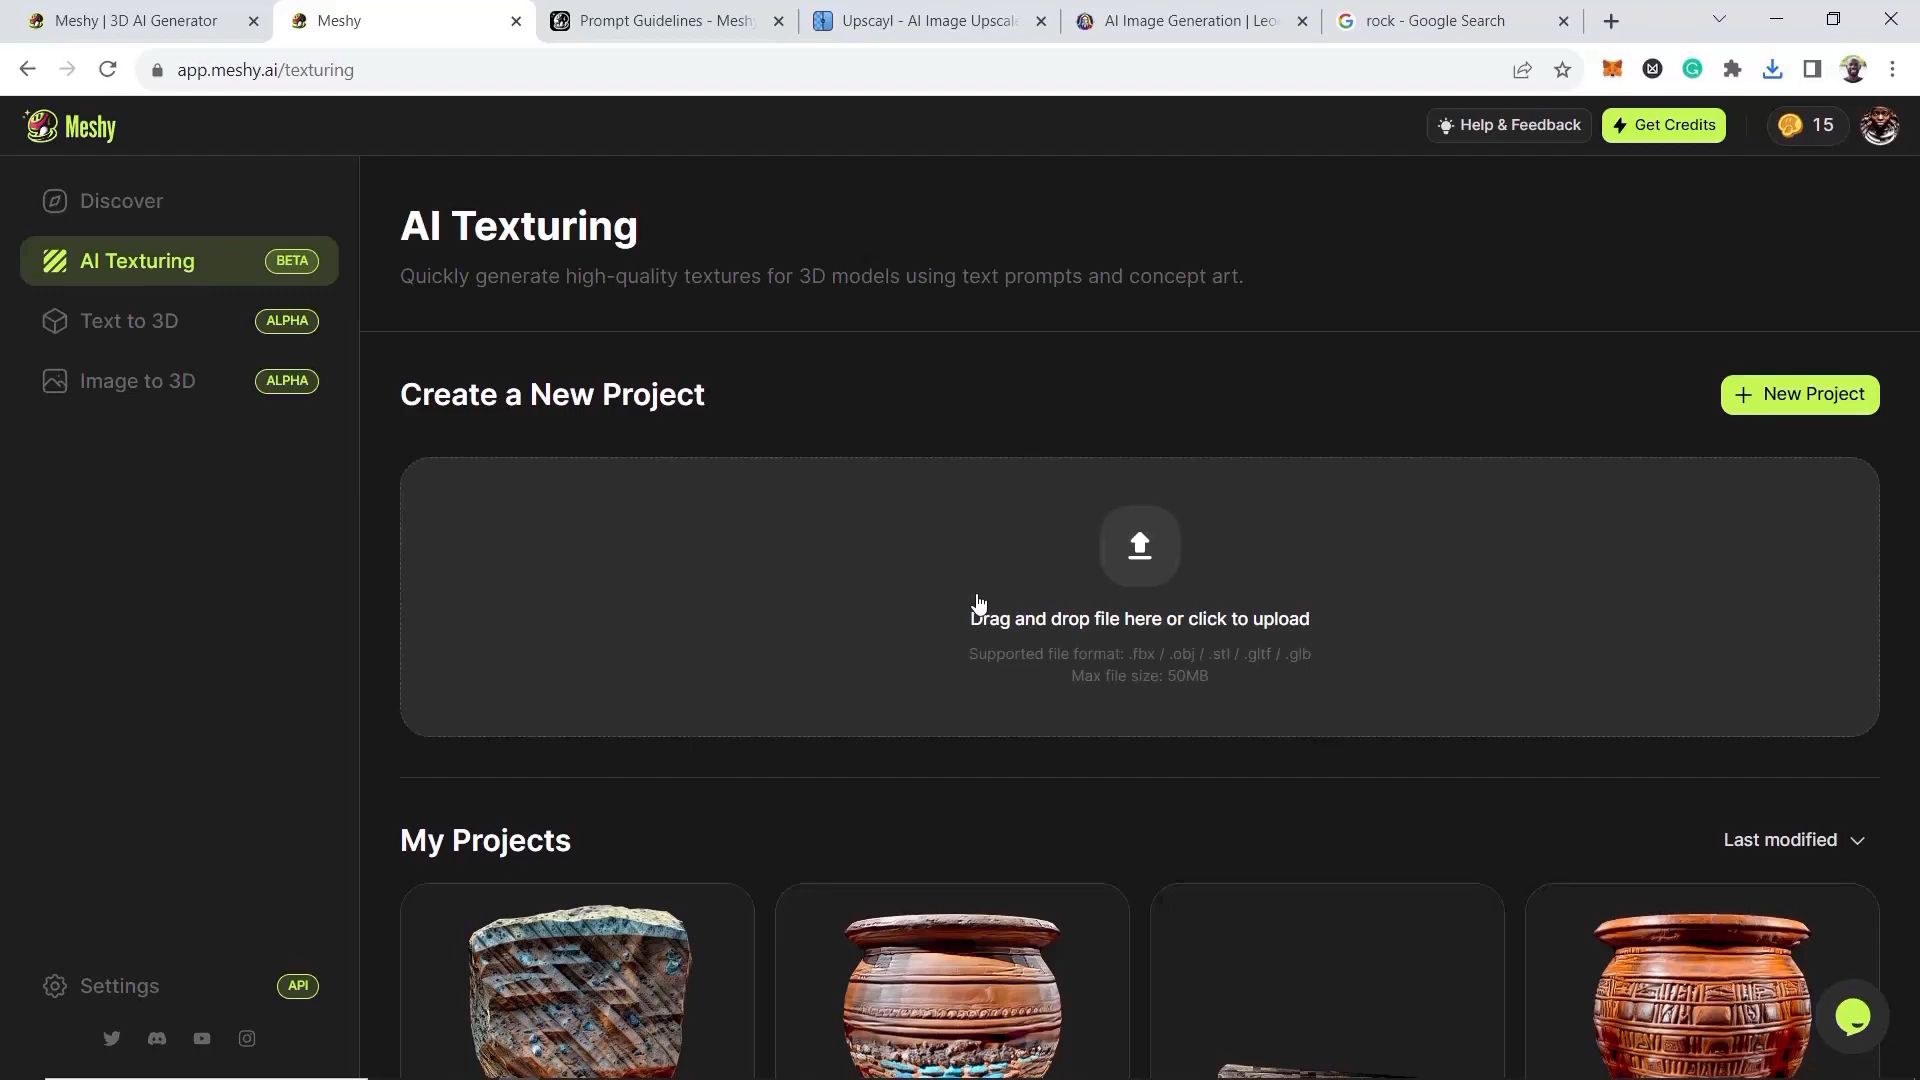 Meshy | 3D AI Generator
Meshy
Prompt Guidelines - Meshy
Upscayl - AI Image Upscale
AI Image Generation | Leo
rock - Google Search
app.meshy.ai/texturing
Meshy
Help & Feedback
Get Credits
15
Discover
AI Texturing
BETA
Text to 3D
ALPHA
Image to 3D
ALPHA
Settings
API
AI Texturing
Quickly generate high-quality textures for 3D models using text prompts and concept art.
Create a New Project
New Project
Drag and drop file here or click to upload
Supported file format: .fbx / .obj / .stl / .gltf / .glb
Max file size: 50MB
My Projects
Last modified